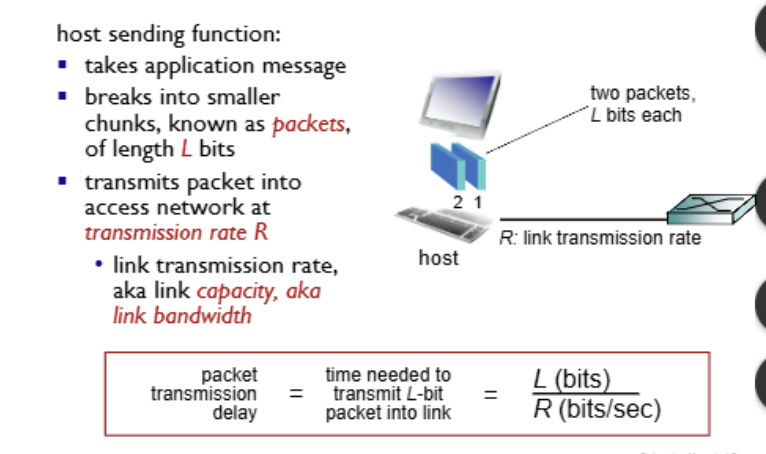 host sending function:
▪ takes application message
▪ breaks into smaller
chunks, known as packets,
of length L bits
▪ transmits packet into
access network at
transmission rate R
• link transmission rate,
aka link capacity, aka
link bandwidth
two packets,
L bits each
2 1
R: link transmission rate
host
packet
transmission
delay
=
time needed to
transmit L-bit
packet into link
=
L (bits)
R (bits/sec)